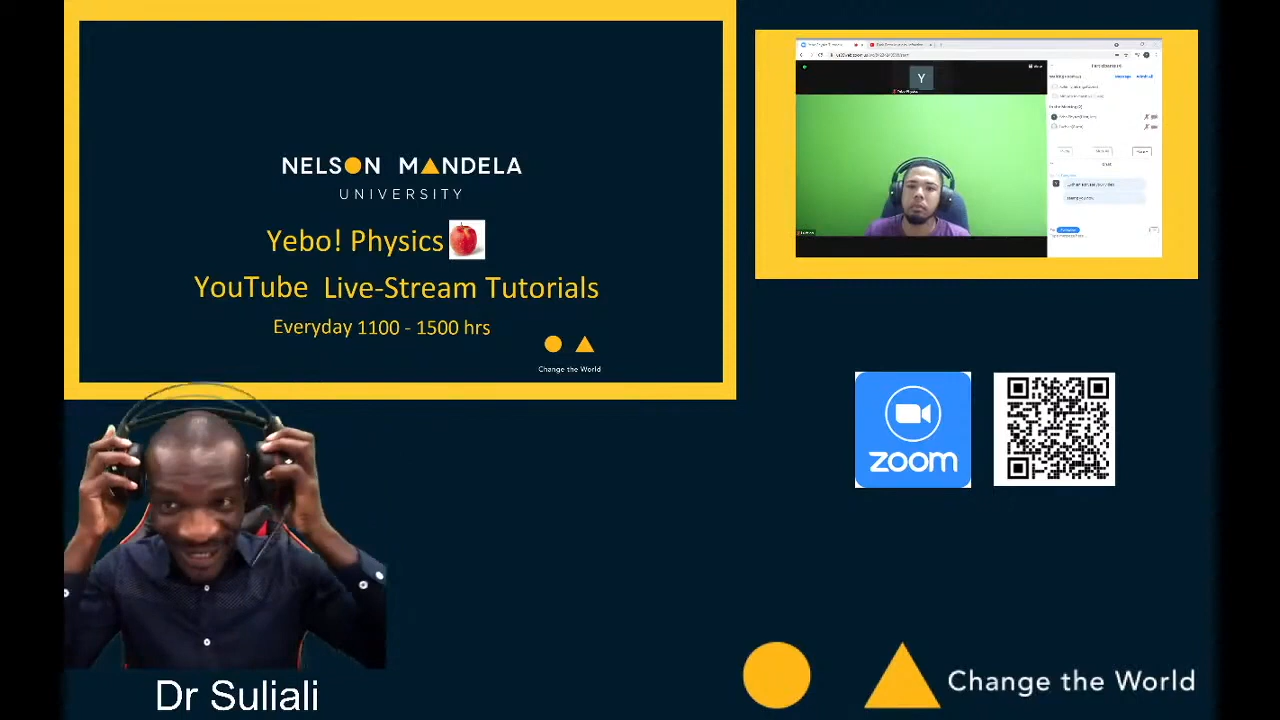 NELSON MANDELA
UNIVERSITY
Yebo! Physics
YouTube Live-Stream Tutorials
Everyday 1100 - 1500 hrs
Change the World
Y
zoom
Dr Suliali
Change the World